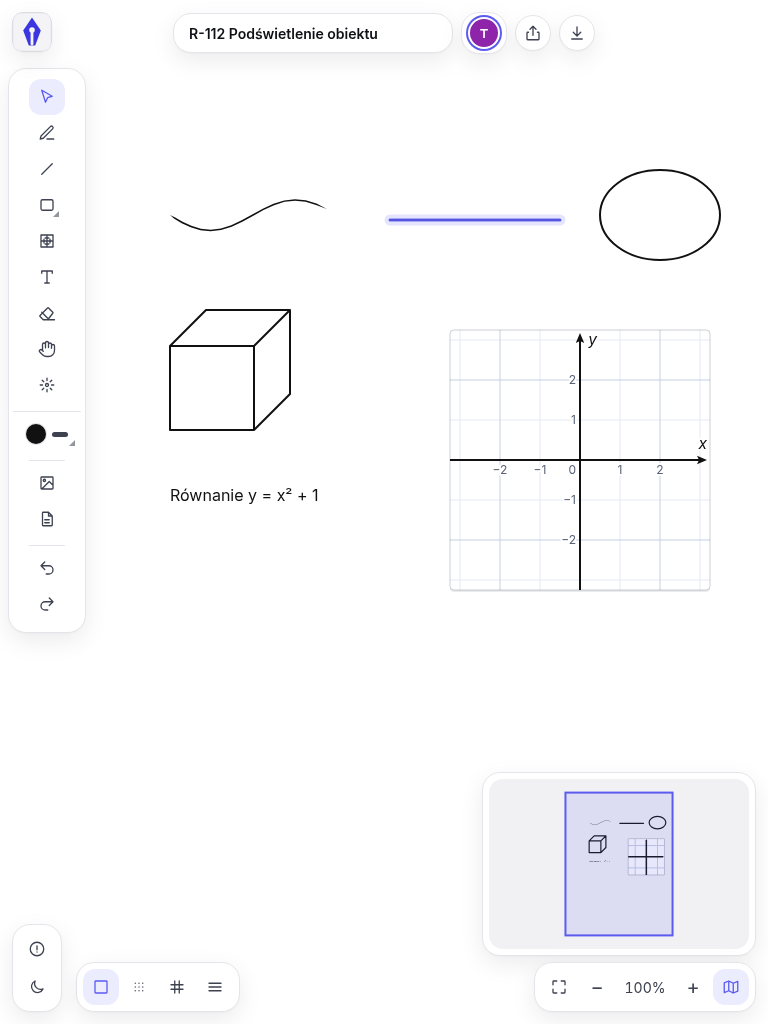 R-112 Podświetlenie obiektu
T
Równanie y = x² + 1
y
2
1
x
−2 −1 0 1 2
−1
−2
100%